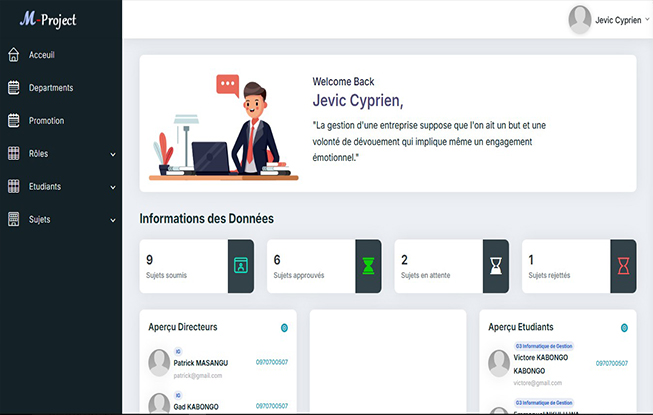 M-Project
Jevic Cyprien
Acceuil
Departments
Promotion
Rôles
Etudiants
Sujets
Welcome Back
Jevic Cyprien,
"La gestion d'une entreprise suppose que l'on ait un but et une
volonté de dévouement qui implique même un engagement
émotionnel."
Informations des Données
9
Sujets soumis
6
Sujets approuvés
2
Sujets en attente
1
Sujets rejettés
Aperçu Directeurs
IG
Patrick MASANGU
0970700507
patrick@gmail.com
IG
Gad KABONGO
0970700507
Aperçu Etudiants
G3 Informatique de Gestion
Victore KABONGO
KABONGO
0970700507
victore@gmail.com
G3 Informatique de Gestion